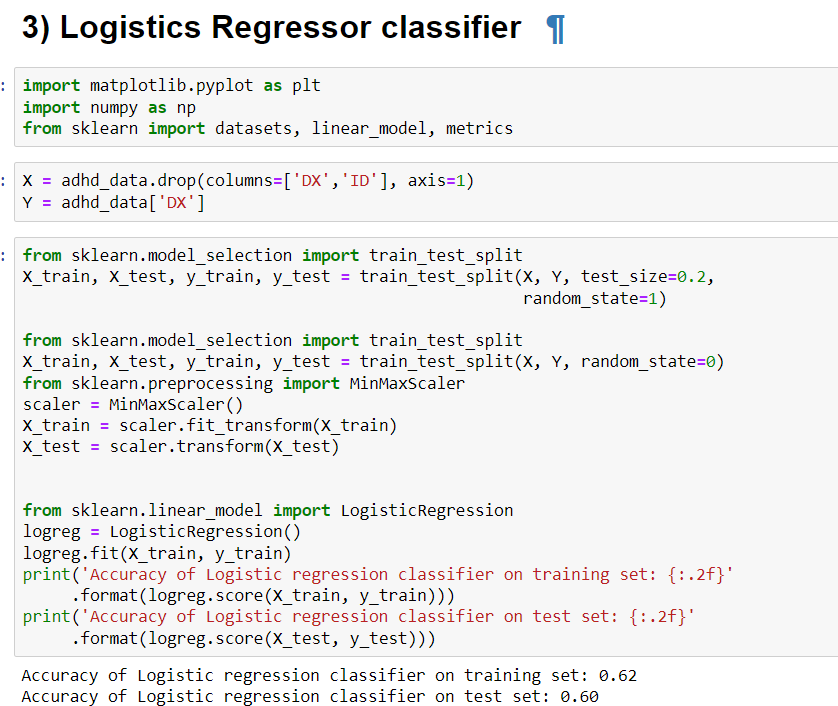 3) Logistics Regressor classifier ¶
: import matplotlib.pyplot as plt
import numpy as np
from sklearn import datasets, linear_model, metrics
: X = adhd_data.drop(columns=['DX','ID'], axis=1)
Y = adhd_data['DX']
: from sklearn.model_selection import train_test_split
X_train, X_test, y_train, y_test = train_test_split(X, Y, test_size=0.2,
random_state=1)
from sklearn.model_selection import train_test_split
X_train, X_test, y_train, y_test = train_test_split(X, Y, random_state=0)
from sklearn.preprocessing import MinMaxScaler
scaler = MinMaxScaler()
X_train = scaler.fit_transform(X_train)
X_test = scaler.transform(X_test)
from sklearn.linear_model import LogisticRegression
logreg = LogisticRegression()
logreg.fit(X_train, y_train)
print('Accuracy of Logistic regression classifier on training set: {:.2f}'
.format(logreg.score(X_train, y_train)))
print('Accuracy of Logistic regression classifier on test set: {:.2f}'
.format(logreg.score(X_test, y_test)))
Accuracy of Logistic regression classifier on training set: 0.62
Accuracy of Logistic regression classifier on test set: 0.60